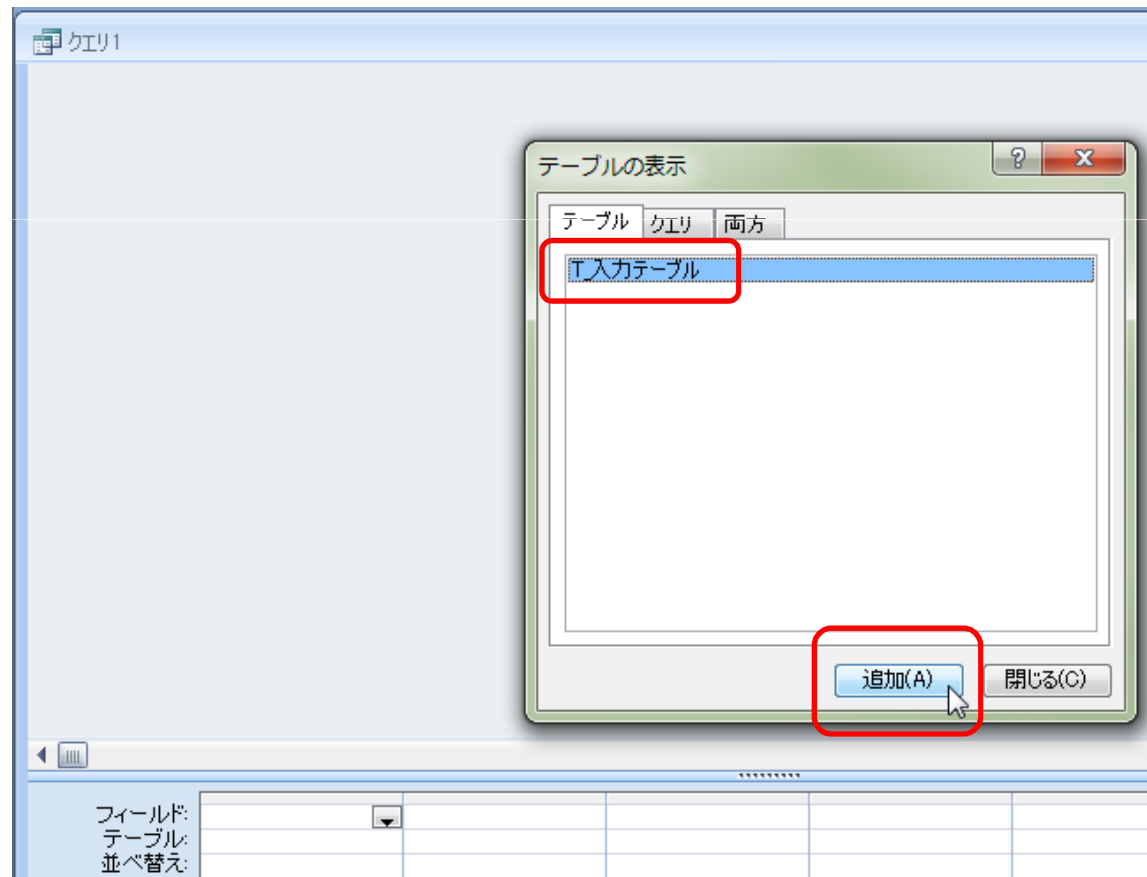 クエリ1
テーブルの表示
テーブル クエリ 両方
T_入力テーブル
追加(A) 閉じる(C)
フィールド:
テーブル:
並べ替え: